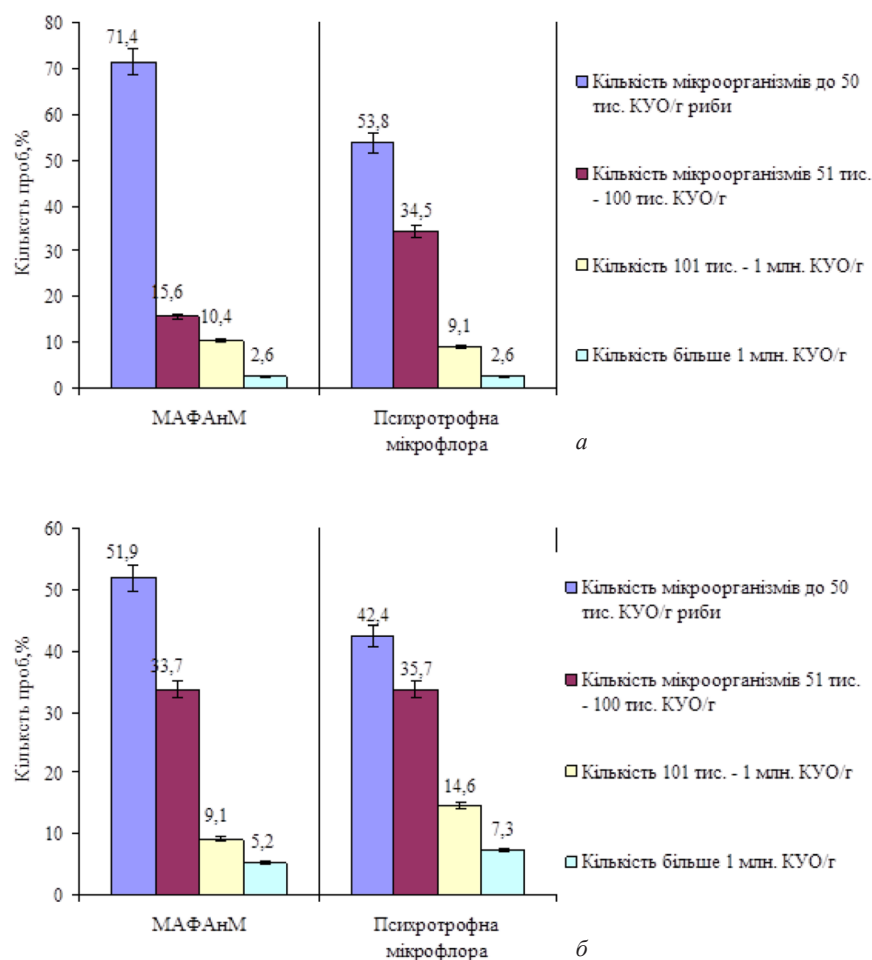 80
70
60
50
40
30
20
10
0
Кількксть проб,%
71,4
15,6
10,4
2,6
53,8
34,5
9,1
2,6
МАФАнМ
Психротрофна
мікрофлора
Кількість мікроорганізмів до 50
тис. КУО/г риби
Кількість мікроорганізмів 51 тис.
- 100 тис. КУО/г
Кількість 101 тис. - 1 млн. КУО/г
Кількість більше 1 млн. КУО/г
а
60
50
40
30
20
10
0
Кількксть проб,%
51,9
33,7
9,1
5,2
42,4
35,7
14,6
7,3
МАФАнМ
Психротрофна
мікрофлора
Кількість мікроорганізмів до 50
тис. КУО/г риби
Кількість мікроорганізмів 51 тис.
- 100 тис. КУО/г
Кількість 101 тис. - 1 млн. КУО/г
Кількість більше 1 млн. КУО/г
б